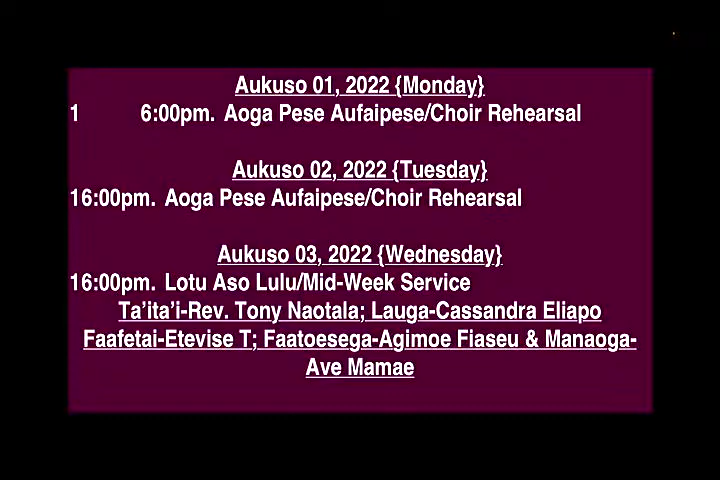 Aukuso 01, 2022 {Monday}
1 6:00pm. Aoga Pese Aufaipese/Choir Rehearsal
Aukuso 02, 2022 {Tuesday}
16:00pm. Aoga Pese Aufaipese/Choir Rehearsal
Aukuso 03, 2022 {Wednesday}
16:00pm. Lotu Aso Lulu/Mid-Week Service
Ta’ita’i-Rev. Tony Naotala; Lauga-Cassandra Eliapo
Faafetai-Etevise T; Faatoesega-Agimoe Fiaseu & Manaoga-
Ave Mamae